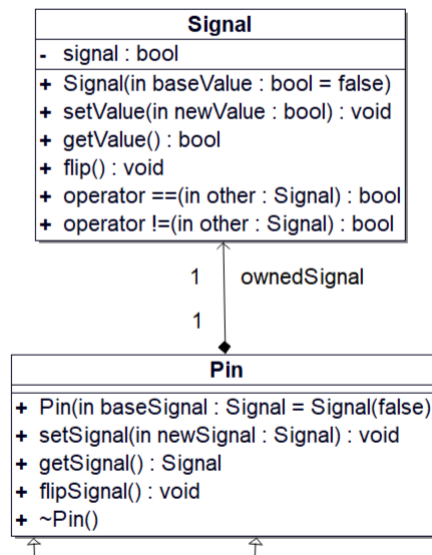 Signal
- signal : bool
+ Signal(in baseValue : bool = false)
+ setValue(in newValue : bool) : void
+ getValue() : bool
+ flip() : void
+ operator ==(in other : Signal) : bool
+ operator !=(in other : Signal) : bool
1 ownedSignal
1
Pin
+ Pin(in baseSignal : Signal = Signal(false)
+ setSignal(in newSignal : Signal) : void
+ getSignal() : Signal
+ flipSignal() : void
+ ~Pin()